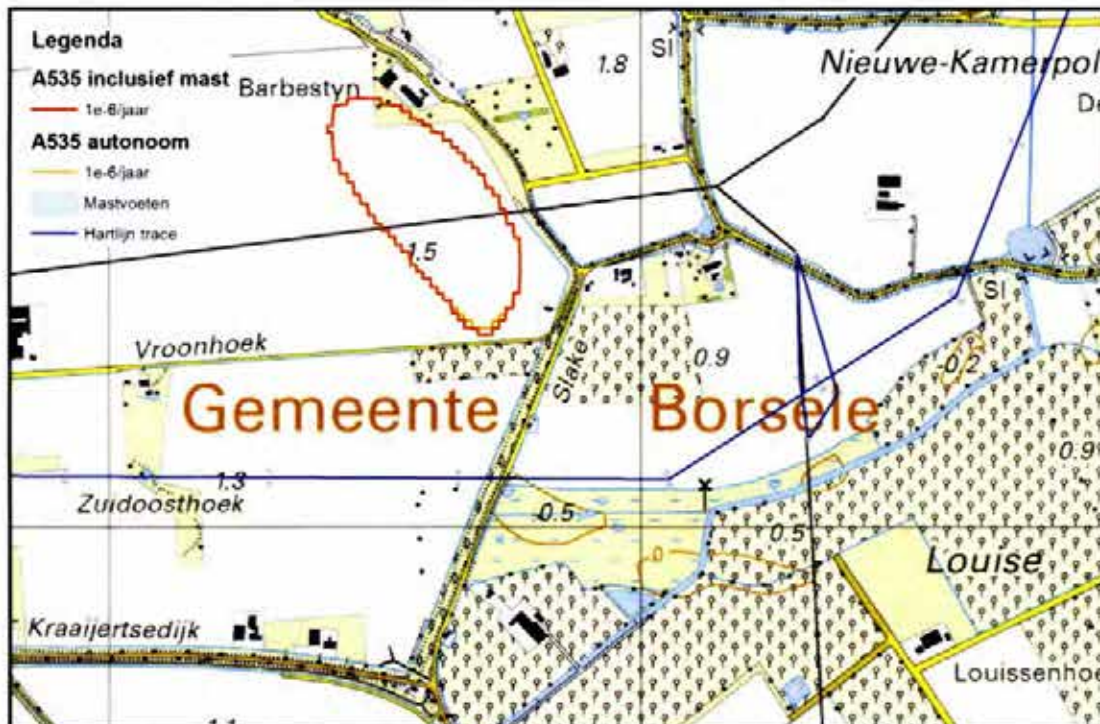 Legenda
A535 inclusief mast
1e-6/jaar
A535 autonoom
1e-6/jaar
Mastvoeten
Hartlijn trace
Barbestyn
1.8
Sl
Nieuwe-Kamerpol
De
1.5
Sl
Vroonhoek
Slake
0.9
-0.2
Gemeente Borsele
1.3
0.9
Zuidoosthoek
0.5
0.5
0
Louise
Kraaijertsedijk
Louissenhoe
1.1